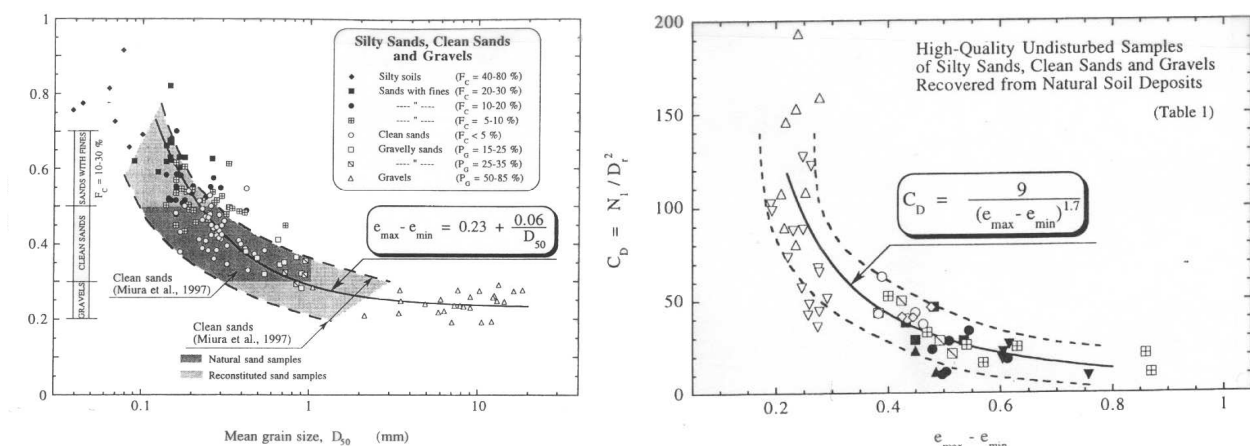 1
0.8
0.6
0.4
0.2
0
SANDS WITH FINES
F_C = 10-30 %
CLEAN SANDS
GRAVELS
Silty Sands, Clean Sands
and Gravels
Silty soils (F_C = 40-80 %)
Sands with fines (F_C = 20-30 %)
---- " ---- (F_C = 10-20 %)
---- " ---- (F_C = 5-10 %)
Clean sands (F_C < 5 %)
Gravelly sands (P_G = 15-25 %)
---- " ---- (P_G = 25-35 %)
Gravels (P_G = 50-85 %)
e_max - e_min = 0.23 + 0.06 / D_50
Clean sands
(Miura et al., 1997)
Clean sands
(Miura et al., 1997)
Natural sand samples
Reconstituted sand samples
0.1 1 10
Mean grain size, D_50 (mm)
200
150
100
50
0
C_D = N_1 / D_r^2
High-Quality Undisturbed Samples
of Silty Sands, Clean Sands and Gravels
Recovered from Natural Soil Deposits
(Table 1)
C_D = 9 / (e_max - e_min)^1.7
0.2 0.4 0.6 0.8 1
e_max - e_min